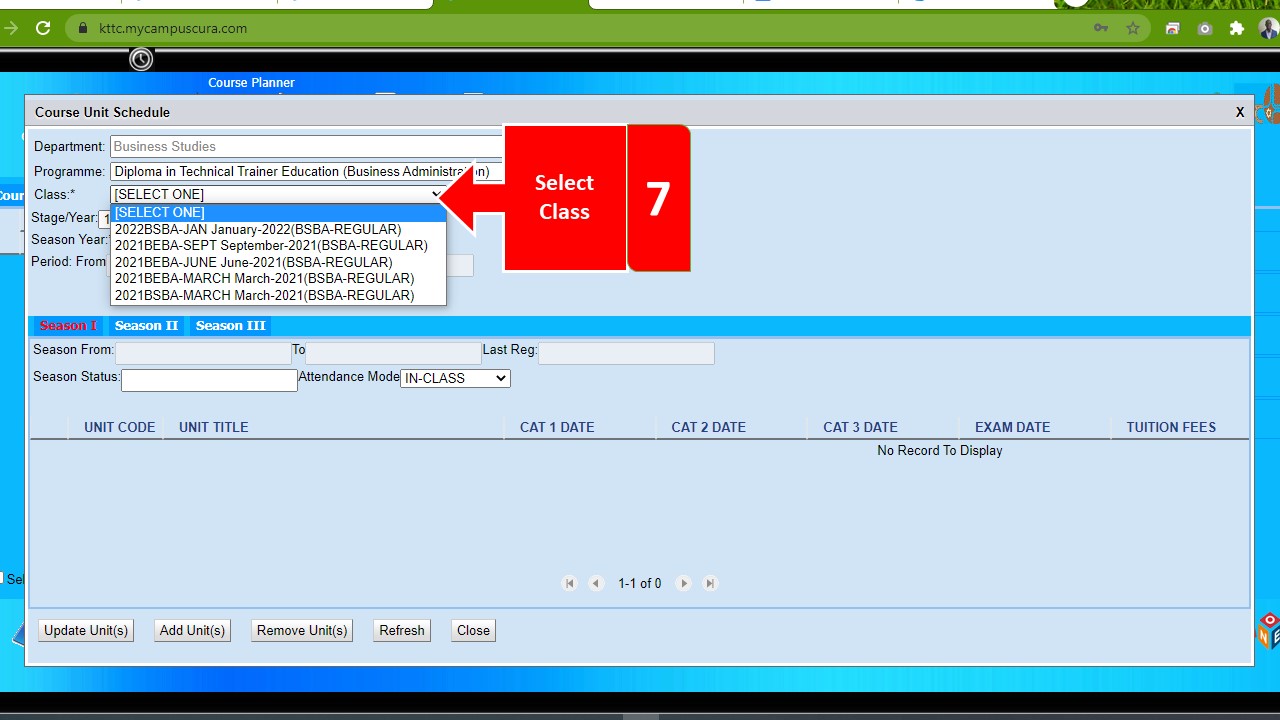 kttc.mycampuscura.com
Course Planner
Course Unit Schedule X
Department: Business Studies
Programme: Diploma in Technical Trainer Education (Business Administration)
Class:* [SELECT ONE]
[SELECT ONE]
2022BSBA-JAN January-2022(BSBA-REGULAR)
2021BEBA-SEPT September-2021(BSBA-REGULAR)
2021BEBA-JUNE June-2021(BSBA-REGULAR)
2021BEBA-MARCH March-2021(BSBA-REGULAR)
2021BSBA-MARCH March-2021(BSBA-REGULAR)
Stage/Year: 1
Season Year:
Period: From
Select
Class
7
Cour
Season I Season II Season III
Season From: To Last Reg:
Season Status: Attendance Mode IN-CLASS
UNIT CODE UNIT TITLE CAT 1 DATE CAT 2 DATE CAT 3 DATE EXAM DATE TUITION FEES
No Record To Display
1-1 of 0
Sel
Update Unit(s) Add Unit(s) Remove Unit(s) Refresh Close